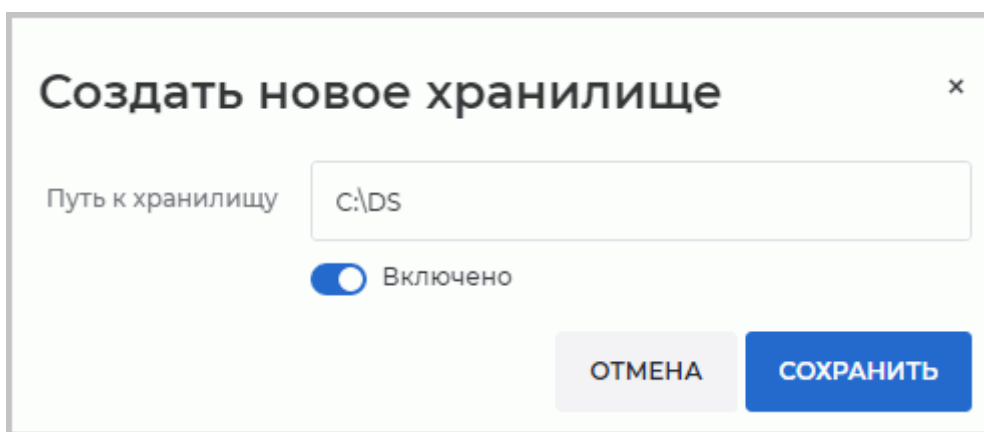 Создать новое хранилище
×
Путь к хранилищу
C:\DS
Включено
ОТМЕНА
СОХРАНИТЬ